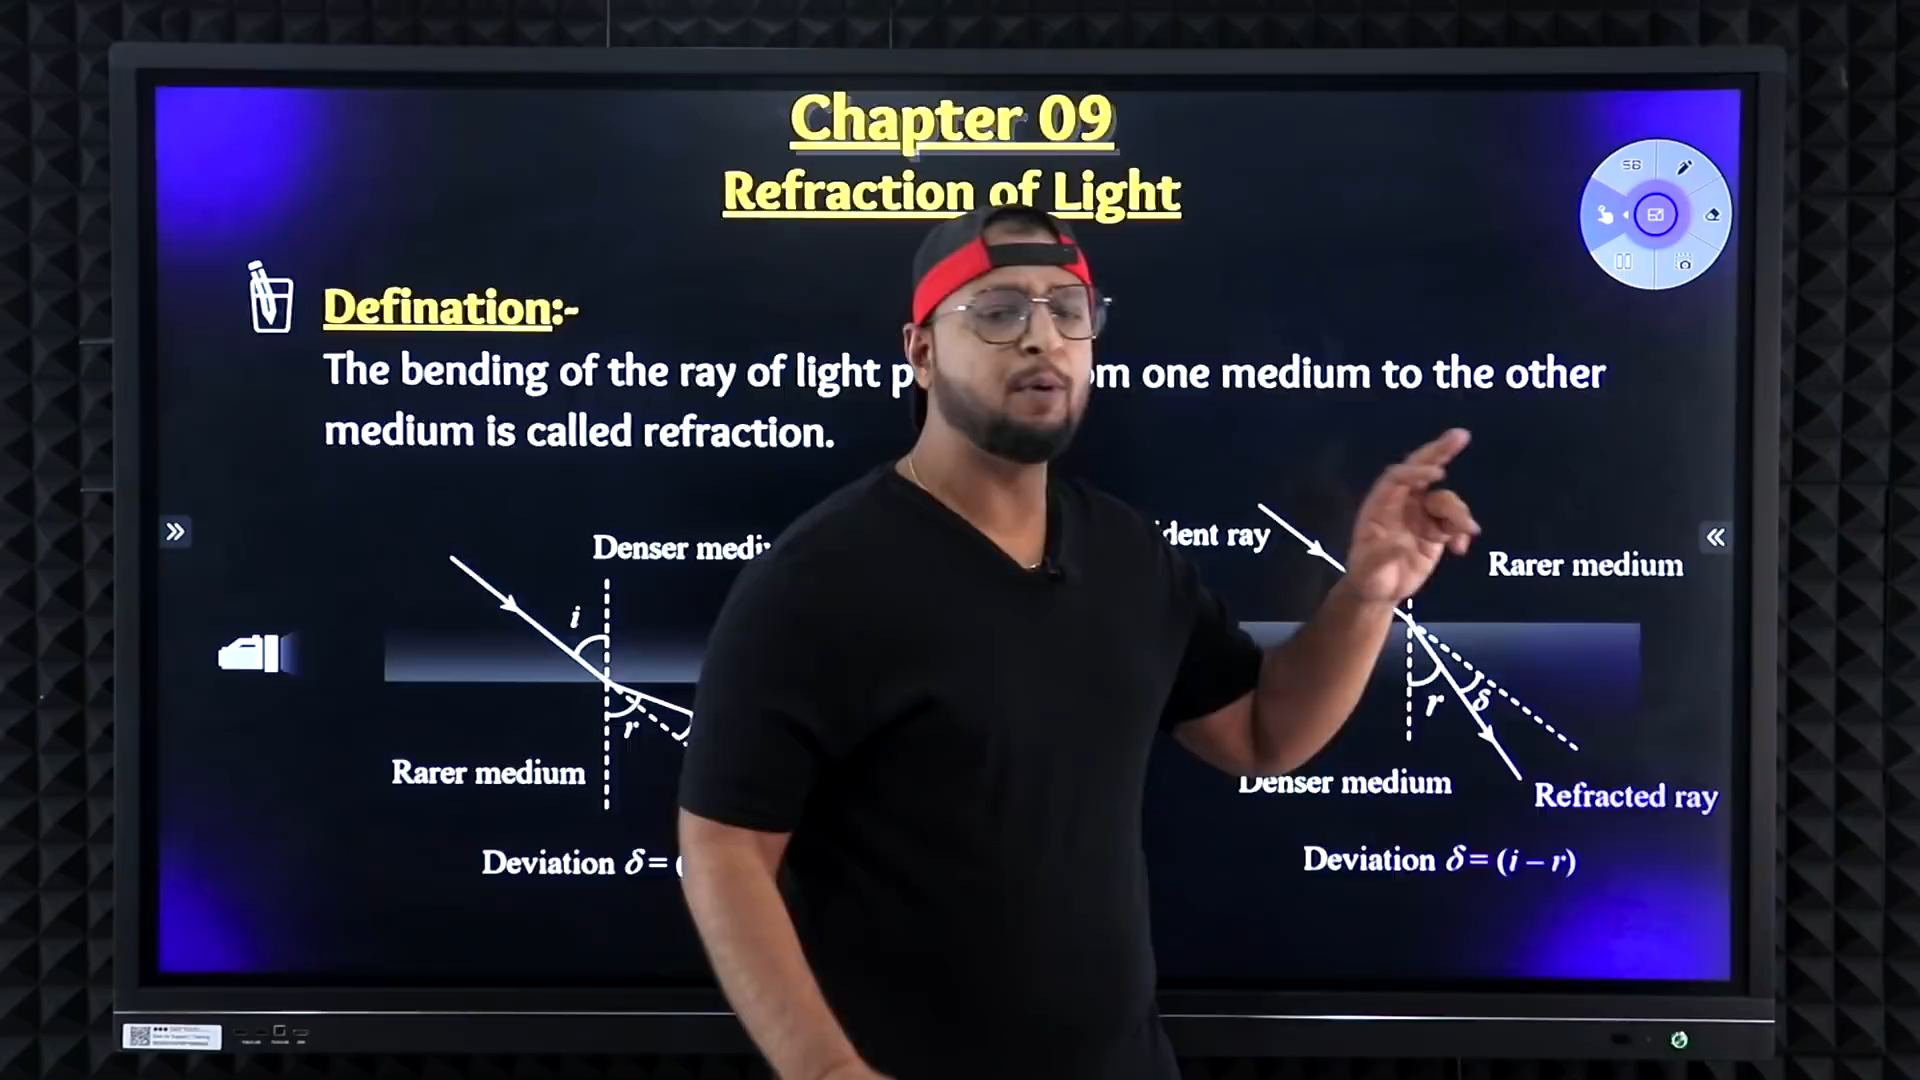 Chapter 09
Refraction of Light
SB
Defination:-
The bending of the ray of light p om one medium to the other
medium is called refraction.
Denser medi
dent ray
Rarer medium
i
r
r
δ
Rarer medium
Denser medium
Refracted ray
Deviation δ = (
Deviation δ = (i – r)